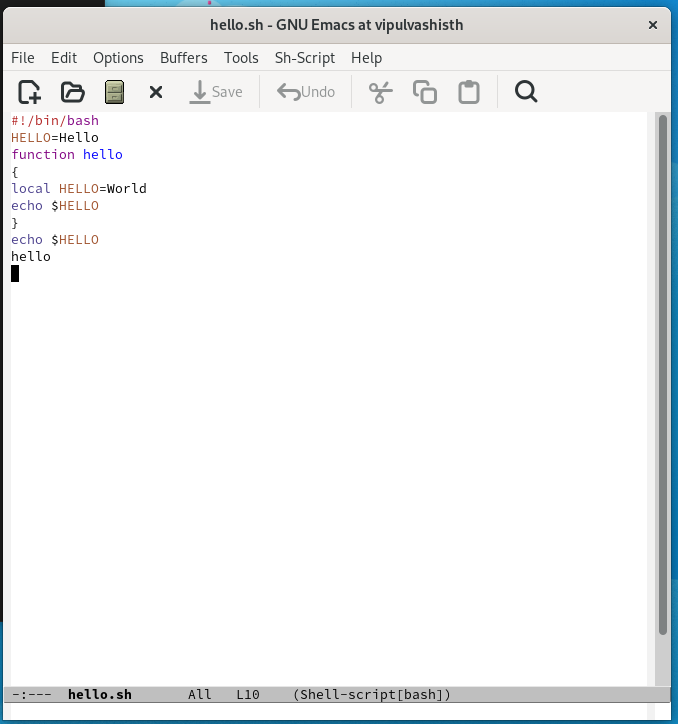 hello.sh - GNU Emacs at vipulvashisth
File Edit Options Buffers Tools Sh-Script Help
Save Undo
#!/bin/bash
HELLO=Hello
function hello
{
local HELLO=World
echo $HELLO
}
echo $HELLO
hello
-:--- hello.sh All L10 (Shell-script[bash])